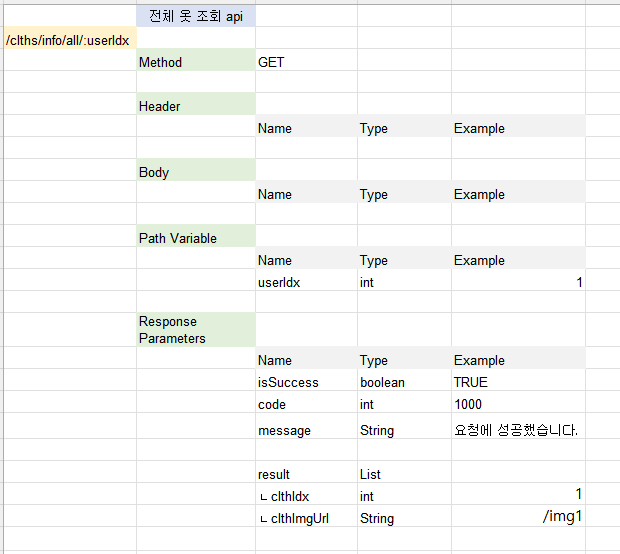 전체 옷 조회 api
/clths/info/all/:userIdx
Method GET
Header
Name Type Example
Body
Name Type Example
Path Variable
Name Type Example
userIdx int 1
Response
Parameters
Name Type Example
isSuccess boolean TRUE
code int 1000
message String 요청에 성공했습니다.
result List
ㄴclthIdx int 1
ㄴclthImgUrl String /img1